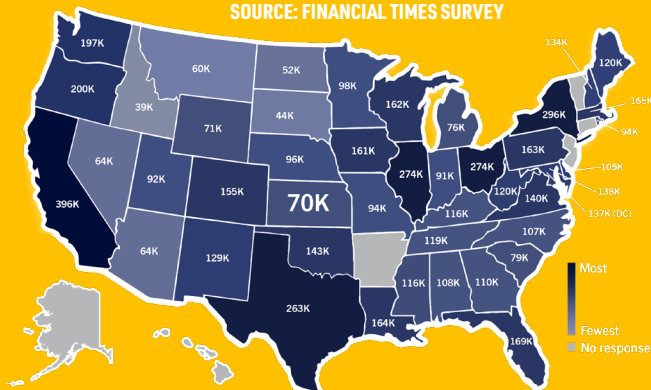 SOURCE: FINANCIAL TIMES SURVEY
197K
60K
52K
98K
134K
120K
200K
39K
44K
162K
76K
296K
165K
94K
71K
161K
163K
64K
92K
96K
274K
91K
274K
105K
155K
70K
94K
120K
140K
138K
396K
116K
137K (DC)
64K
129K
143K
119K
107K
79K
263K
116K
108K
110K
164K
169K
Most
Fewest
No response